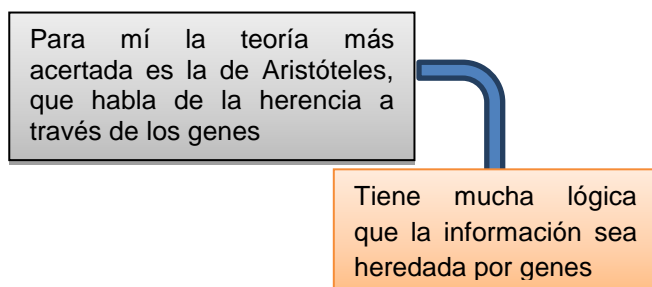 Para mí la teoría más
acertada es la de Aristóteles,
que habla de la herencia a
través de los genes
Tiene mucha lógica
que la información sea
heredada por genes